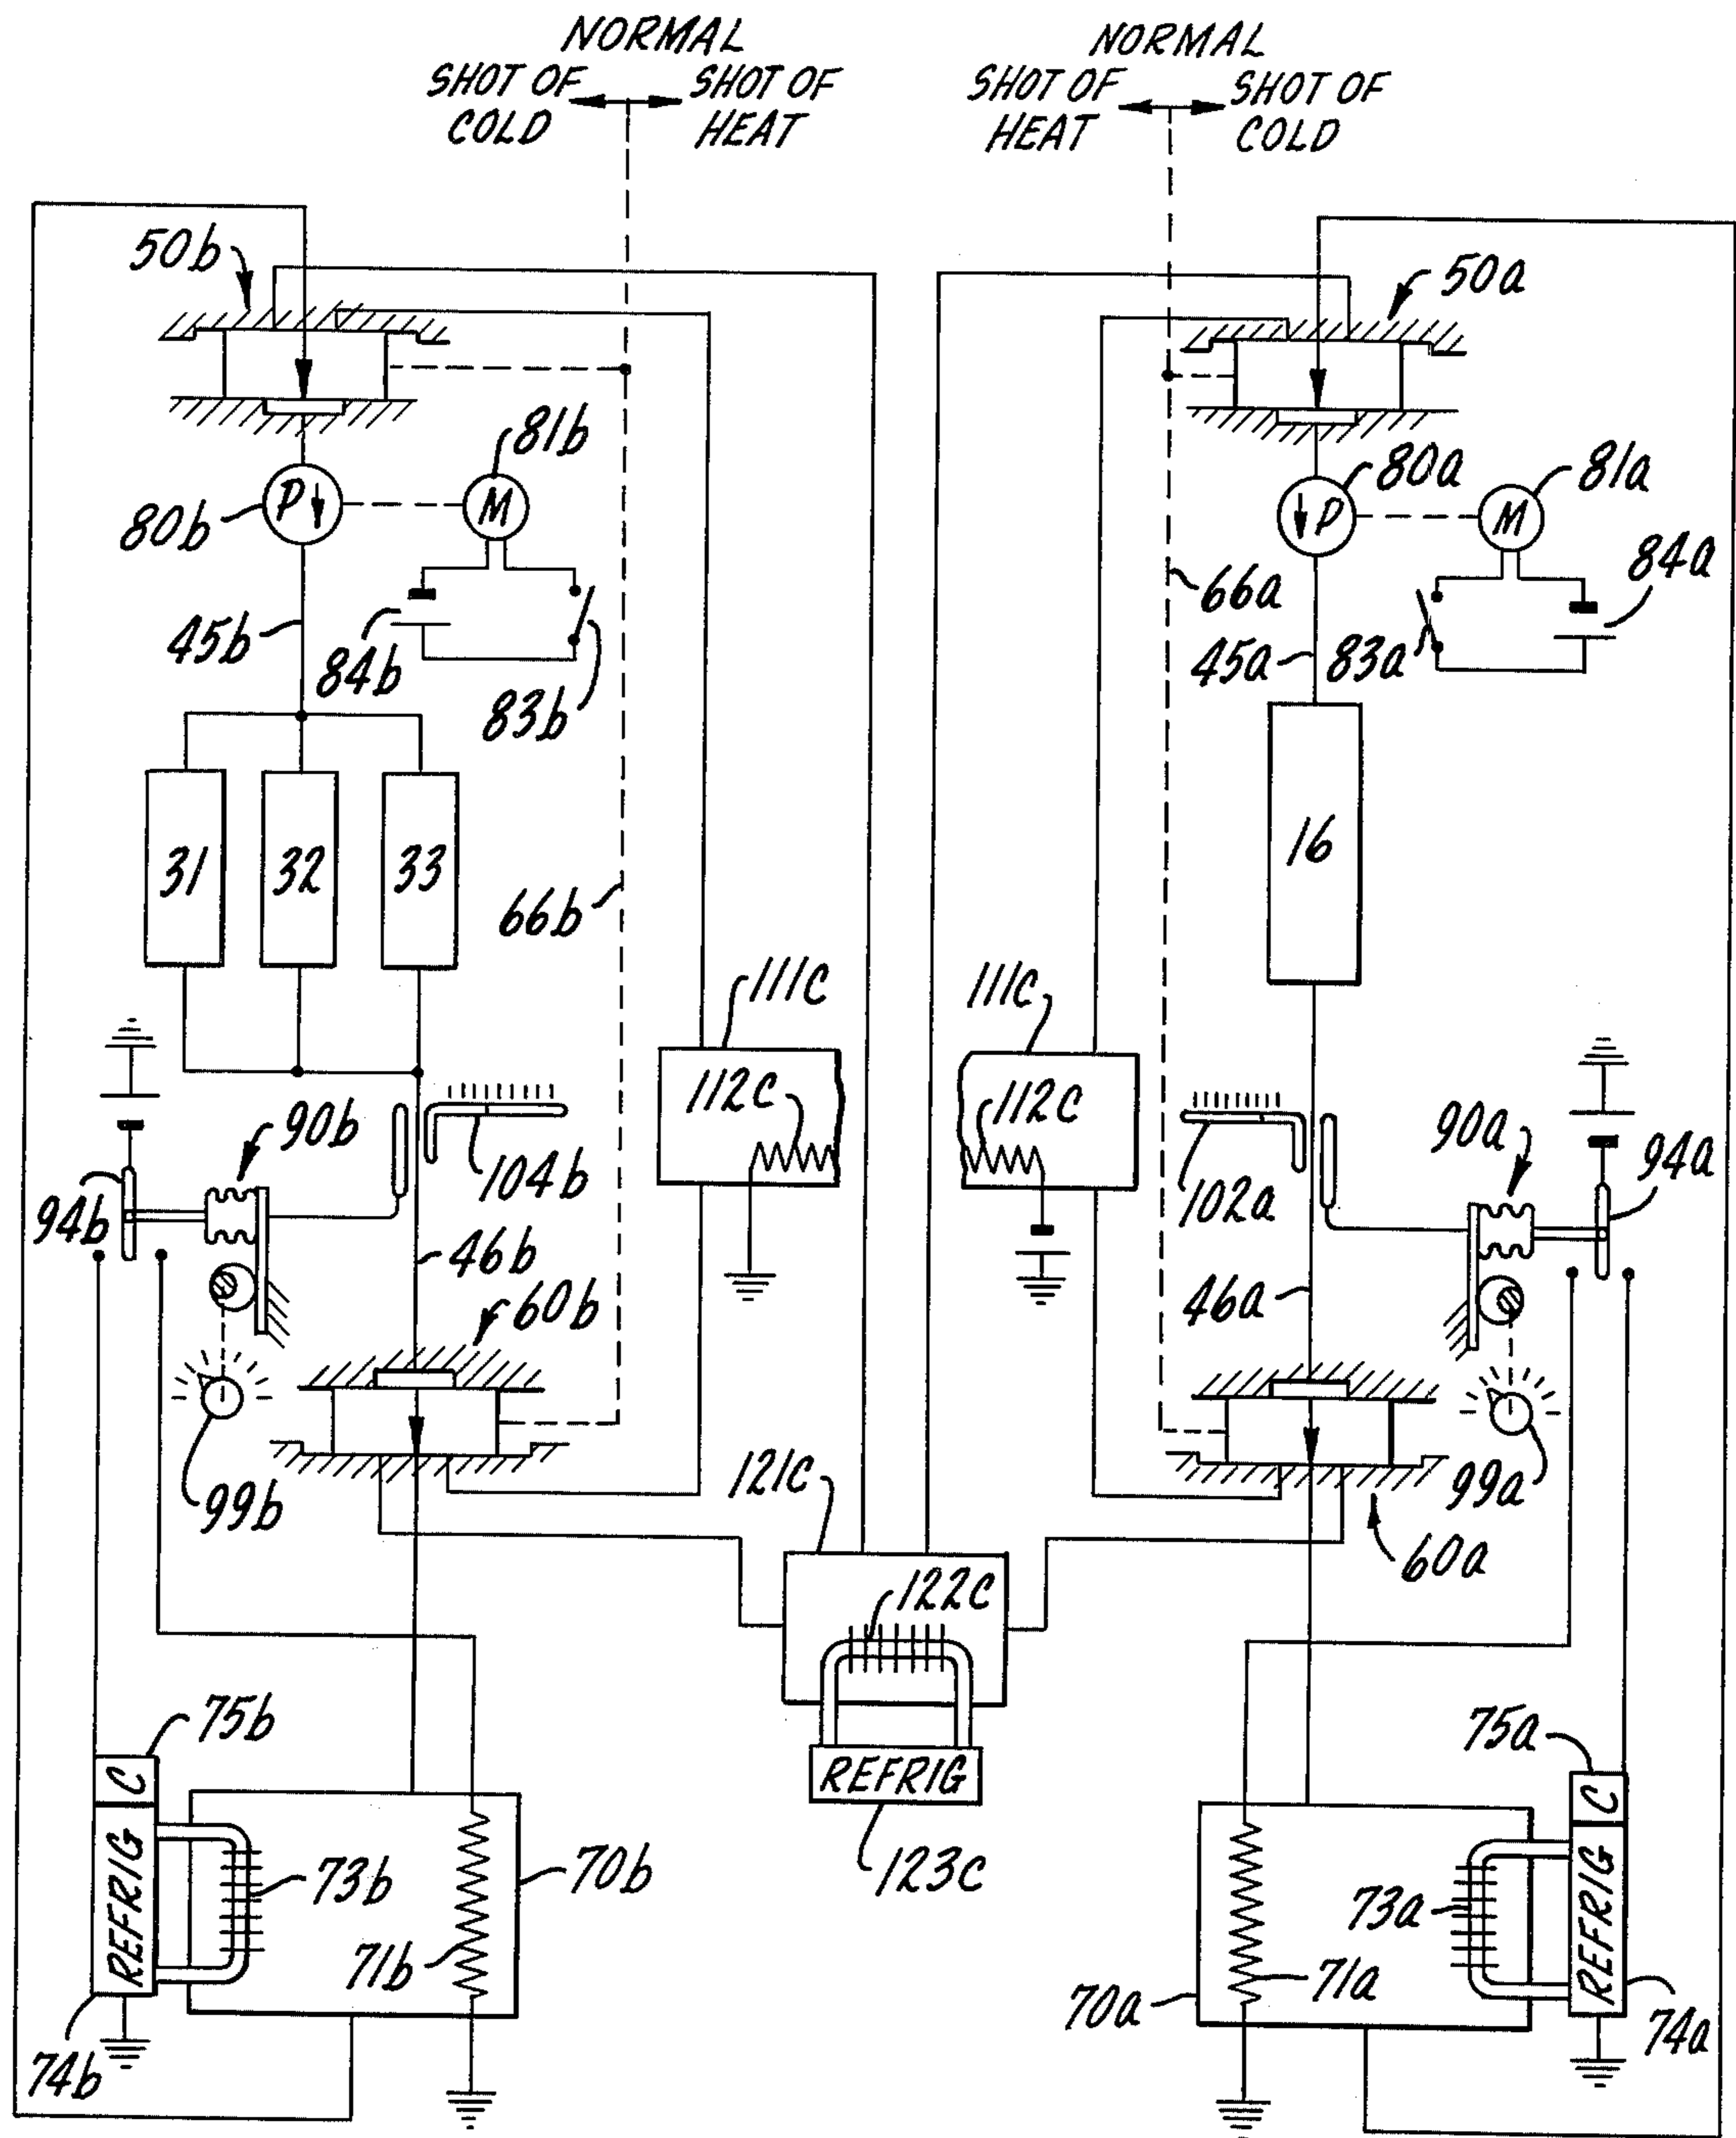 NORMAL
SHOT OF COLD
SHOT OF HEAT
NORMAL
SHOT OF HEAT
SHOT OF COLD
50b
50a
81b
80a
81a
80b
P
M
P
M
84a
66a
45b
84b
83b
45a
83a
31
32
33
16
66b
111c
111c
112c
112c
90b
104b
102a
90a
94a
94b
46b
46a
60b
99b
121c
99a
60a
122c
75b
75a
C
C
REFRIG
REFRIG
REFRIG
73b
70b
123c
73a
71b
71a
70a
74b
74a